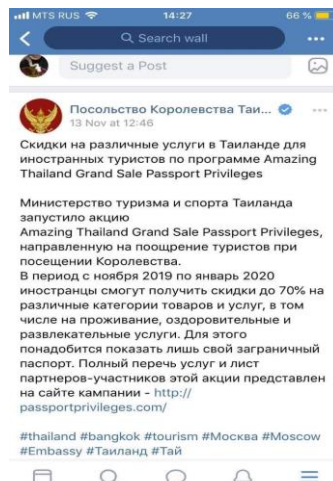 MTS RUS 14:27 66 %
Search wall
Suggest a Post
Посольство Королевства Таи...
13 Nov at 12:46
Скидки на различные услуги в Таиланде для
иностранных туристов по программе Amazing
Thailand Grand Sale Passport Privileges
Министерство туризма и спорта Таиланда
запустило акцию
Amazing Thailand Grand Sale Passport Privileges,
направленную на поощрение туристов при
посещении Королевства.
В период с ноября 2019 по январь 2020
иностранцы смогут получить скидки до 70% на
различные категории товаров и услуг, в том
числе на проживание, оздоровительные и
развлекательные услуги. Для этого
понадобится показать лишь свой заграничный
паспорт. Полный перечь услуг и лист
партнеров-участников этой акции представлен
на сайте кампании - http://
passportprivileges.com/
#thailand #bangkok #tourism #Москва #Moscow
#Embassy #Таиланд #Тай